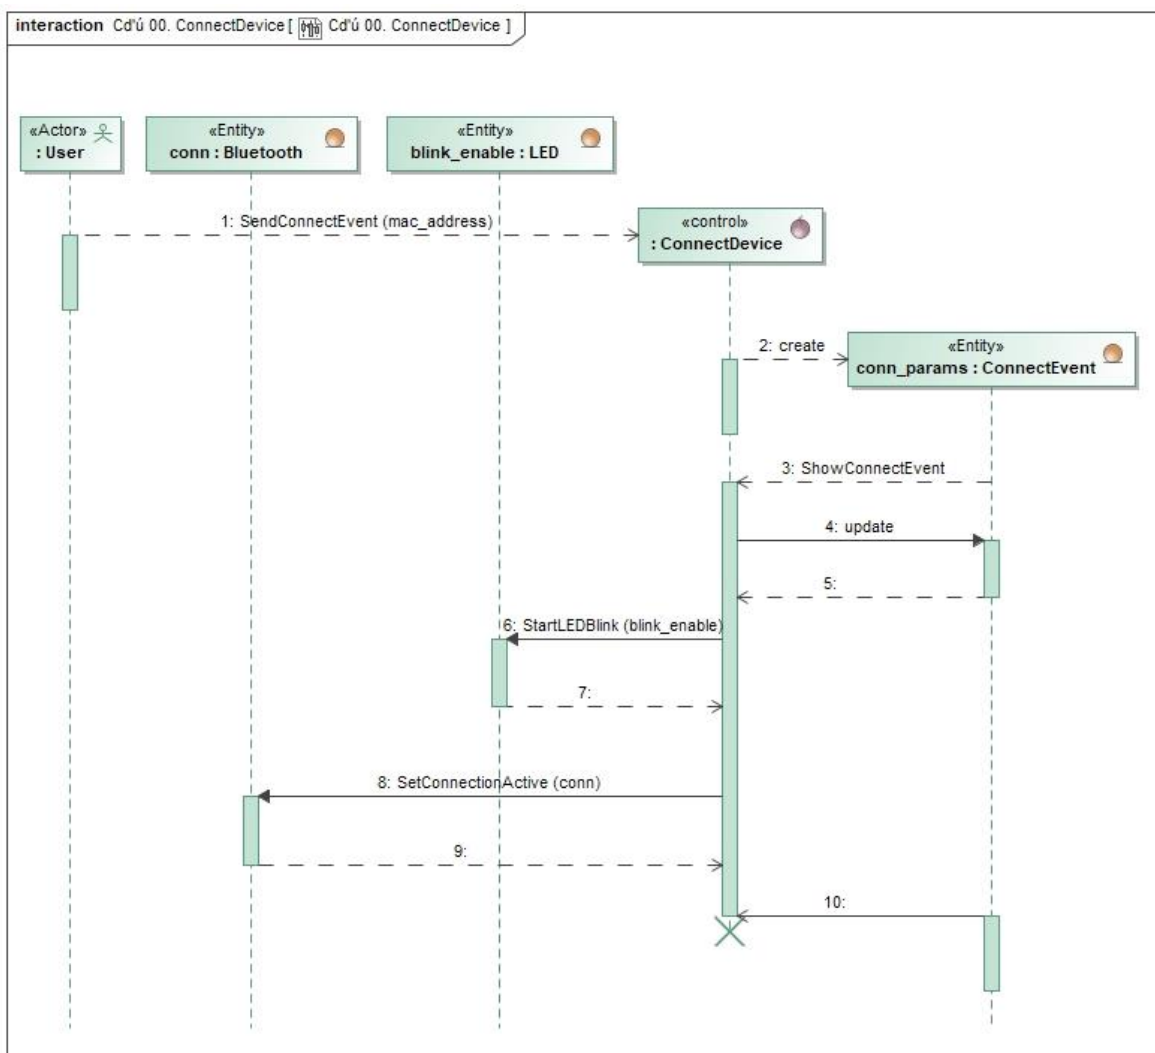 interaction Cd'ú 00. ConnectDevice [ Cd'ú 00. ConnectDevice ]
«Actor»
: User
«Entity»
conn : Bluetooth
«Entity»
blink_enable : LED
1: SendConnectEvent (mac_address)
«control»
: ConnectDevice
2: create
«Entity»
conn_params : ConnectEvent
3: ShowConnectEvent
4: update
5:
6: StartLEDBlink (blink_enable)
7:
8: SetConnectionActive (conn)
9:
10: